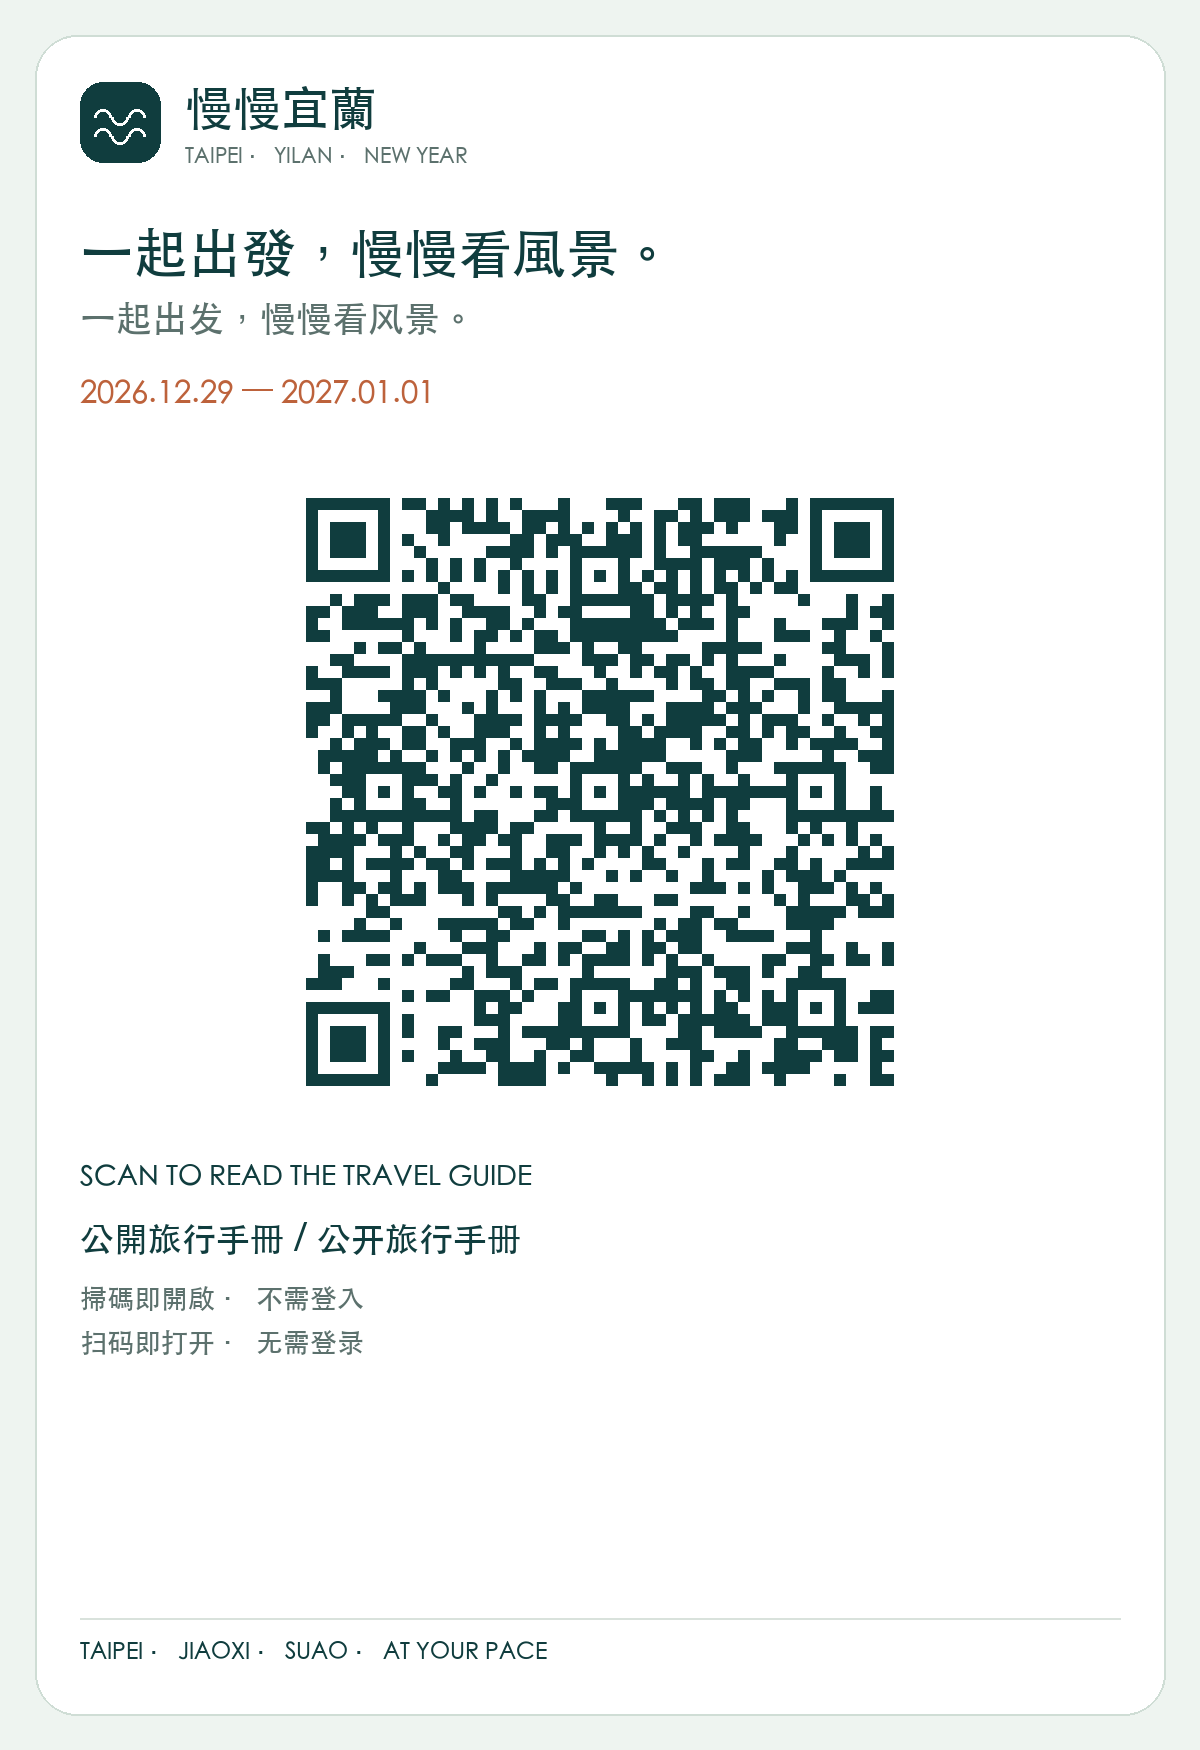 慢慢宜蘭
TAIPEI · YILAN · NEW YEAR
一起出發，慢慢看風景。
一起出发，慢慢看风景。
2026.12.29 — 2027.01.01
SCAN TO READ THE TRAVEL GUIDE
公開旅行手冊 / 公开旅行手册
掃碼即開啟 · 不需登入
扫码即打开 · 无需登录
TAIPEI · JIAOXI · SUAO · AT YOUR PACE